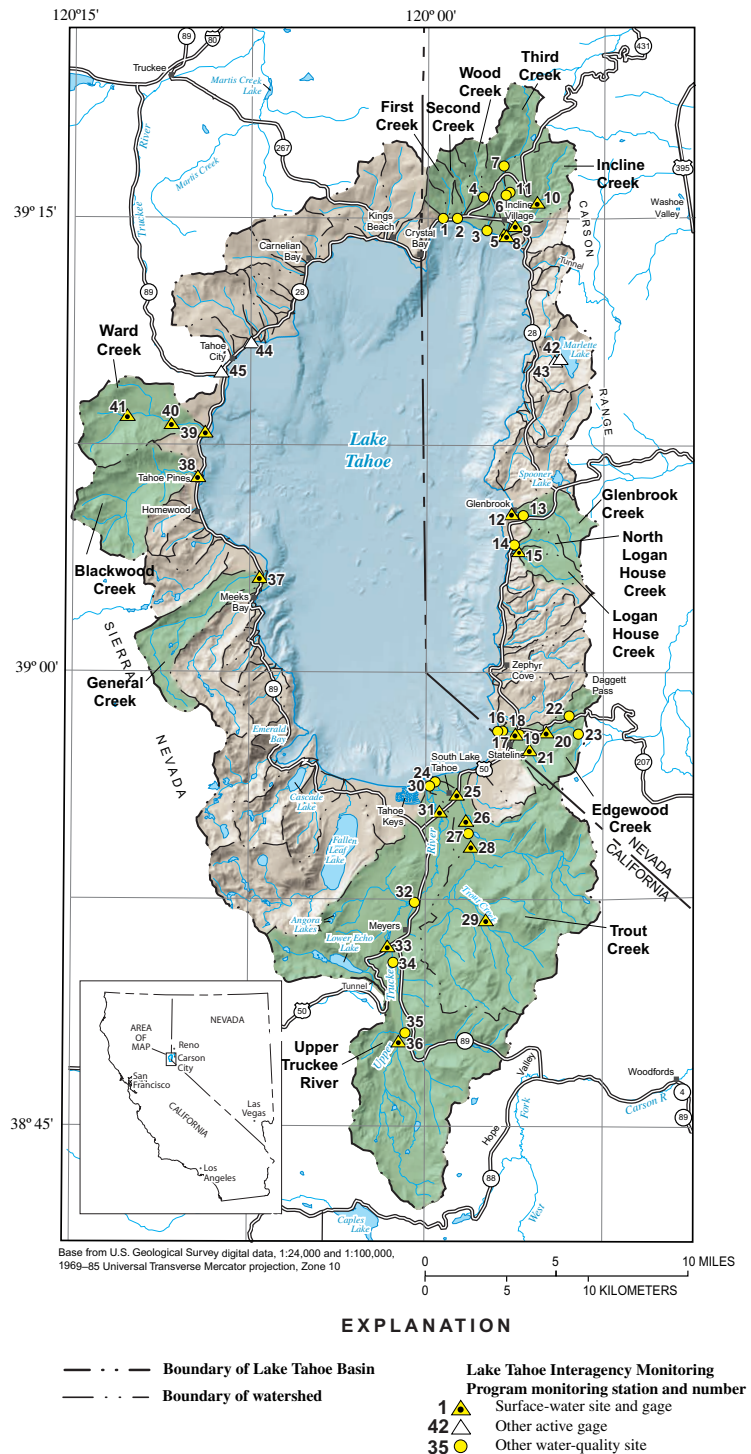 120°15'
120°00'
89
80
Truckee
Martis Creek
Lake
River
Truckee
Martis Creek
267
431
Third
Creek
Wood
Creek
First
Creek
Second
Creek
Incline
Creek
395
Washoe
Valley
7
4
6
11
10
Incline
Village
39°15'
1
2
3
5
8
9
Kings
Beach
Crystal
Bay
Carnelian
Bay
CARSON
RANGE
Tunnel
28
28
89
Ward
Creek
Tahoe
City
44
45
42
43
Marlette
Lake
41
40
39
Lake
Tahoe
38
Tahoe Pines
Homewood
Spooner
Lake
Glenbrook
12
13
Glenbrook
Creek
14
15
North
Logan
House
Creek
Logan
House
Creek
Blackwood
Creek
37
Meeks
Bay
SIERRA
NEVADA
39°00'
General
Creek
89
Zephyr
Cove
Daggett
Pass
Emerald
Bay
16
17
18
19
20
21
22
23
207
Stateline
50
South Lake
Tahoe
24
30
Tahoe
Keys
Cascade
Lake
25
31
26
27
28
Edgewood
Creek
NEVADA
CALIFORNIA
Fallen
Leaf
Lake
River
32
Trout Creek
29
Trout
Creek
Angora
Lakes
Meyers
Lower Echo
Lake
33
34
Tunnel
50
Truckee
35
36
Upper
Upper
Truckee
River
89
Valley
Hope
Woodfords
4
89
Carson R
Fork
West
88
38°45'
Caples
Lake
AREA
OF
MAP
NEVADA
Reno
Carson
City
San
Francisco
CALIFORNIA
Las
Vegas
Los
Angeles
Base from U.S. Geological Survey digital data, 1:24,000 and 1:100,000,
1969–85 Universal Transverse Mercator projection, Zone 10
0 5 10 MILES
0 5 10 KILOMETERS
EXPLANATION
Boundary of Lake Tahoe Basin
Boundary of watershed
Lake Tahoe Interagency Monitoring
Program monitoring station and number
1 Surface-water site and gage
42 Other active gage
35 Other water-quality site